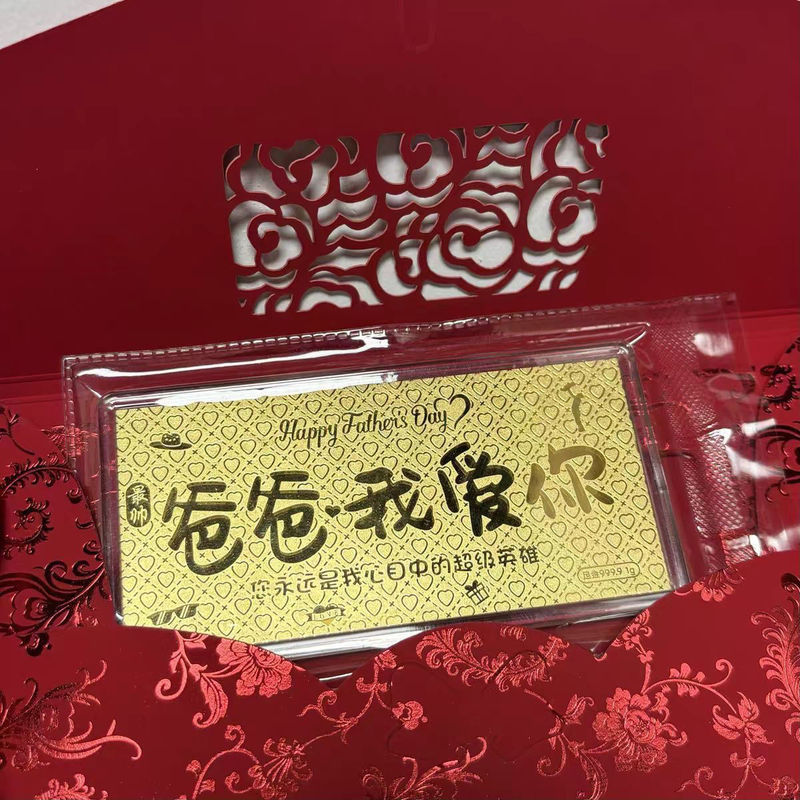 Happy Father's Day
最帅
爸爸·我爱你
您永远是我心目中的超级英雄
足金999.9 1g